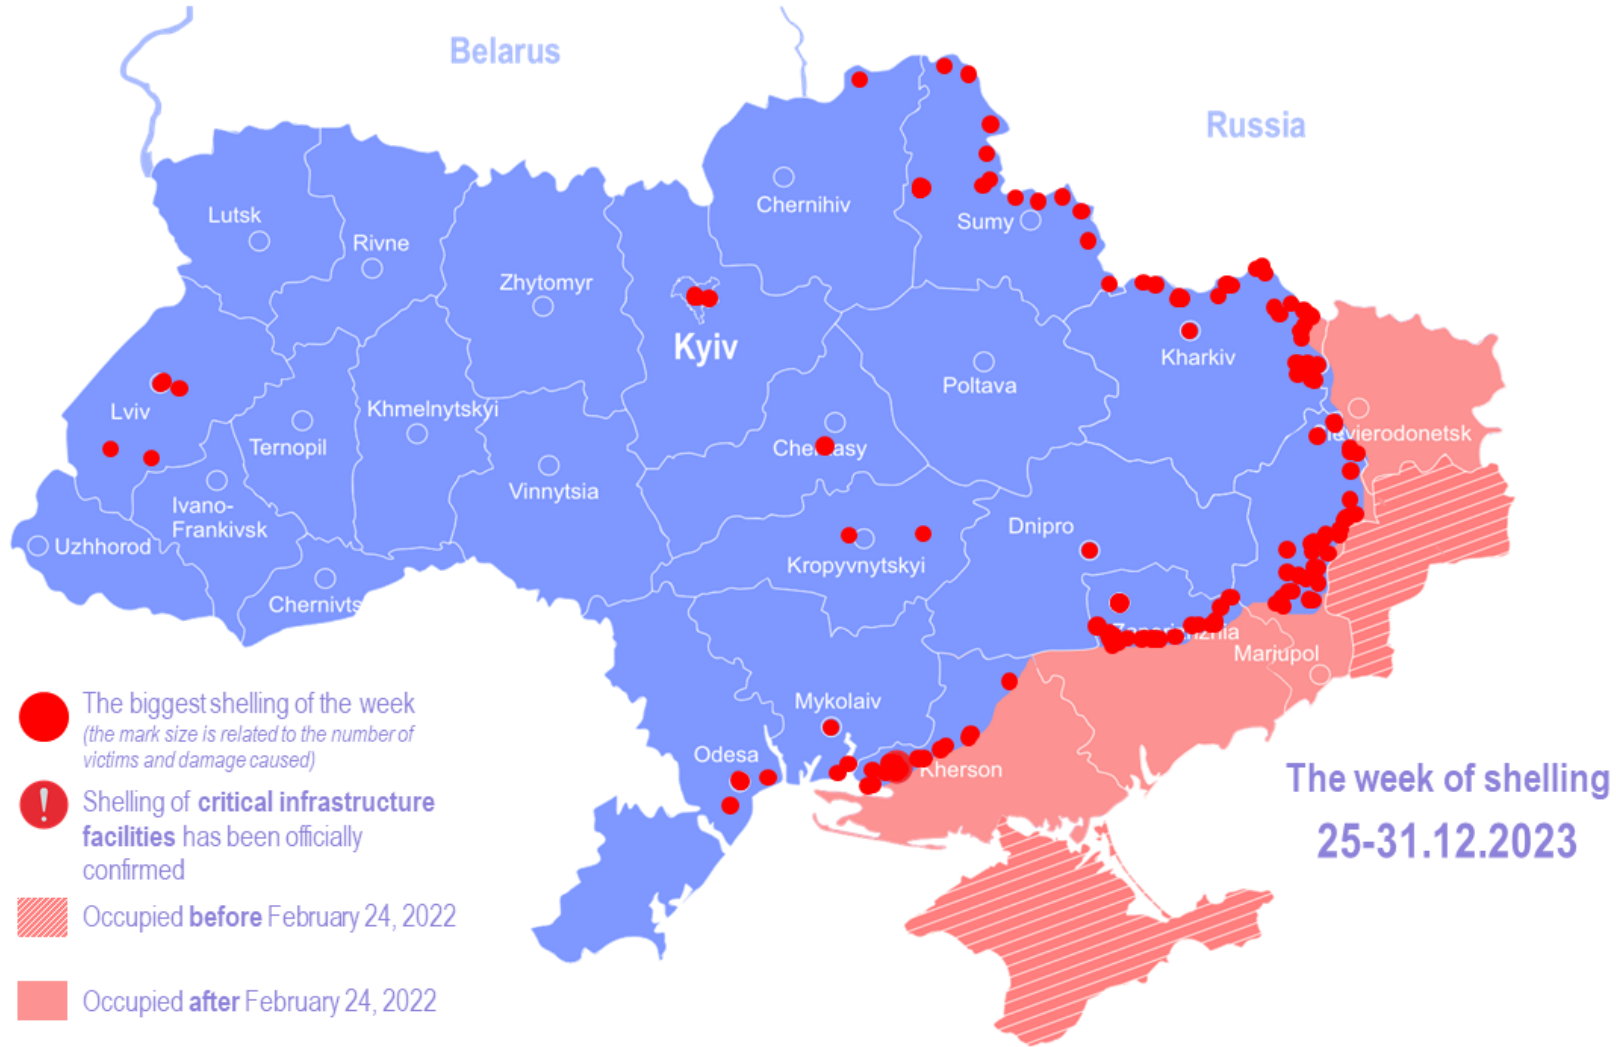 Belarus
Russia
Chernihiv
Lutsk
Sumy
Rivne
Zhytomyr
Kyiv
Kharkiv
Poltava
Lviv
Khmelnytskyi
Ternopil
Vinnytsia
Ivano-
Frankivsk
Dnipro
Uzhhorod
Kropyvnytskyi
Chernivts
Mariupol
Mykolaiv
Odesa
Kherson
The biggest shelling of the week
(the mark size is related to the number of
victims and damage caused)
Shelling of critical infrastructure
facilities has been officially
confirmed
Occupied before February 24, 2022
Occupied after February 24, 2022
The week of shelling
25-31.12.2023